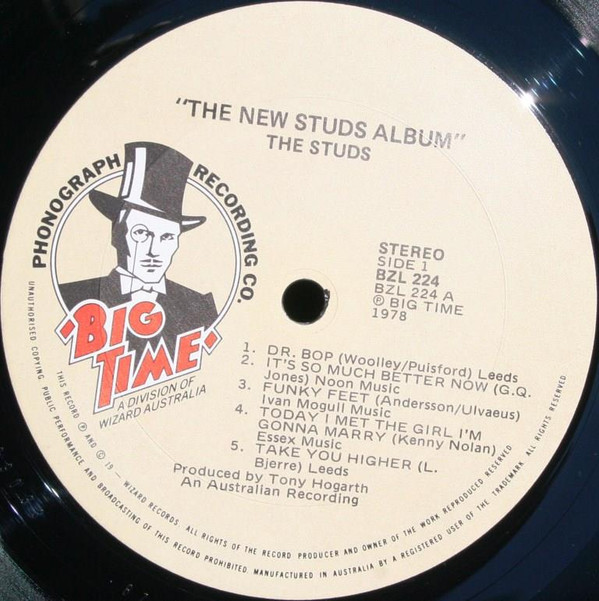 "THE NEW STUDS ALBUM"
THE STUDS
PHONOGRAPH RECORDING CO.
"BIG
TIME"
A DIVISION OF
WIZARD AUSTRALIA
STEREO
SIDE 1
BZL 224
BZL 224 A
Ⓟ BIG TIME
1978
1. DR. BOP (Woolley/Pulsford) Leeds
2. IT'S SO MUCH BETTER NOW (G.Q.
Jones) Noon Music
3. FUNKY FEET (Andersson/Ulvaeus)
Ivan Mogull Music
4. TODAY I MET THE GIRL I'M
GONNA MARRY (Kenny Nolan)
Essex Music
5. TAKE YOU HIGHER (L.
Bjerre) Leeds
Produced by Tony Hogarth
An Australian Recording
UNAUTHORISED COPYING, PUBLIC PERFORMANCE AND BROADCASTING OF THIS RECORD PROHIBITED. MANUFACTURED IN AUSTRALIA BY A REGISTERED USER OF THE TRADEMARK. ALL RIGHTS RESERVED.
THIS RECORD Ⓟ AND © 19 — WIZARD RECORDS. ALL RIGHTS OF THE RECORD PRODUCER AND OWNER OF THE WORK REPRODUCED RESERVED.